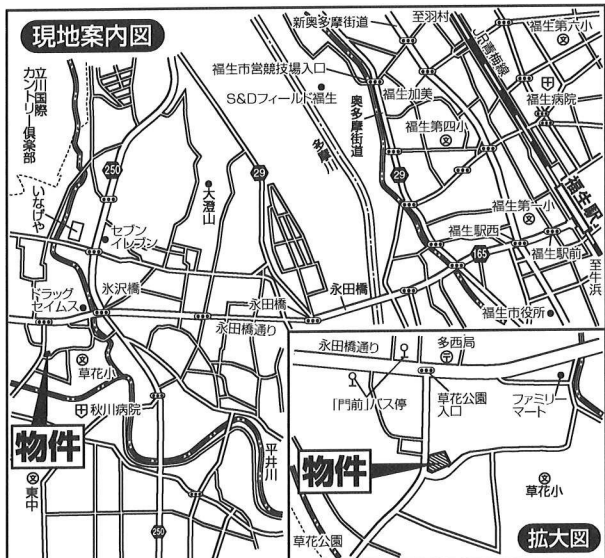 現地案内図
立川国際
カントリー倶楽部
いなげや
250
セブン
イレブン
大澄山
29
新奥多摩街道
至羽村
福生第六小
JR青梅線
福生市営競技場入口
S&Dフィールド福生
福生加美
福生病院
奥多摩街道
多摩川
福生第四小
29
福生第一小
福生駅
福生駅西
165
福生駅前
至牛浜
氷沢橋
永田橋
永田橋
ドラッグ
セイムス
福生市役所
草花小
秋川病院
物件
東中
平井川
250
永田橋通り
永田橋通り
多西局
「門前」バス停
草花公園
入口
ファミリー
マート
物件
草花小
草花公園
拡大図